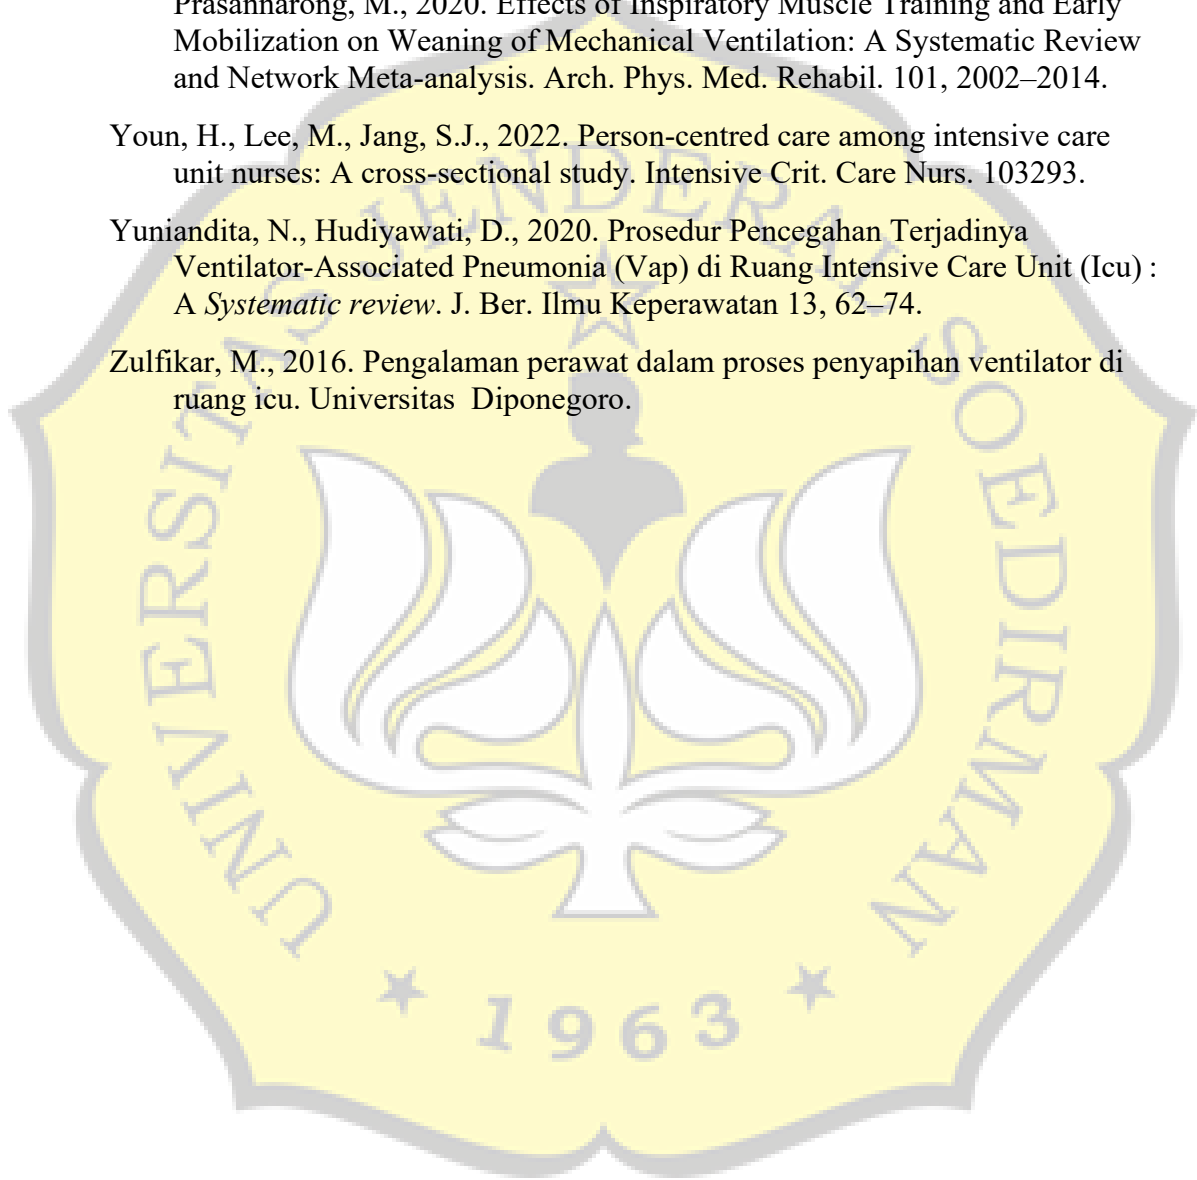 Prasannarong, M., 2020. Effects of Inspiratory Muscle Training and Early
Mobilization on Weaning of Mechanical Ventilation: A Systematic Review
and Network Meta-analysis. Arch. Phys. Med. Rehabil. 101, 2002–2014.
Youn, H., Lee, M., Jang, S.J., 2022. Person-centred care among intensive care
unit nurses: A cross-sectional study. Intensive Crit. Care Nurs. 103293.
Yuniandita, N., Hudiyawati, D., 2020. Prosedur Pencegahan Terjadinya
Ventilator-Associated Pneumonia (Vap) di Ruang Intensive Care Unit (Icu) :
A Systematic review. J. Ber. Ilmu Keperawatan 13, 62–74.
Zulfikar, M., 2016. Pengalaman perawat dalam proses penyapihan ventilator di
ruang icu. Universitas Diponegoro.
UNIVERSITAS JENDERAL SOEDIRMAN
1963